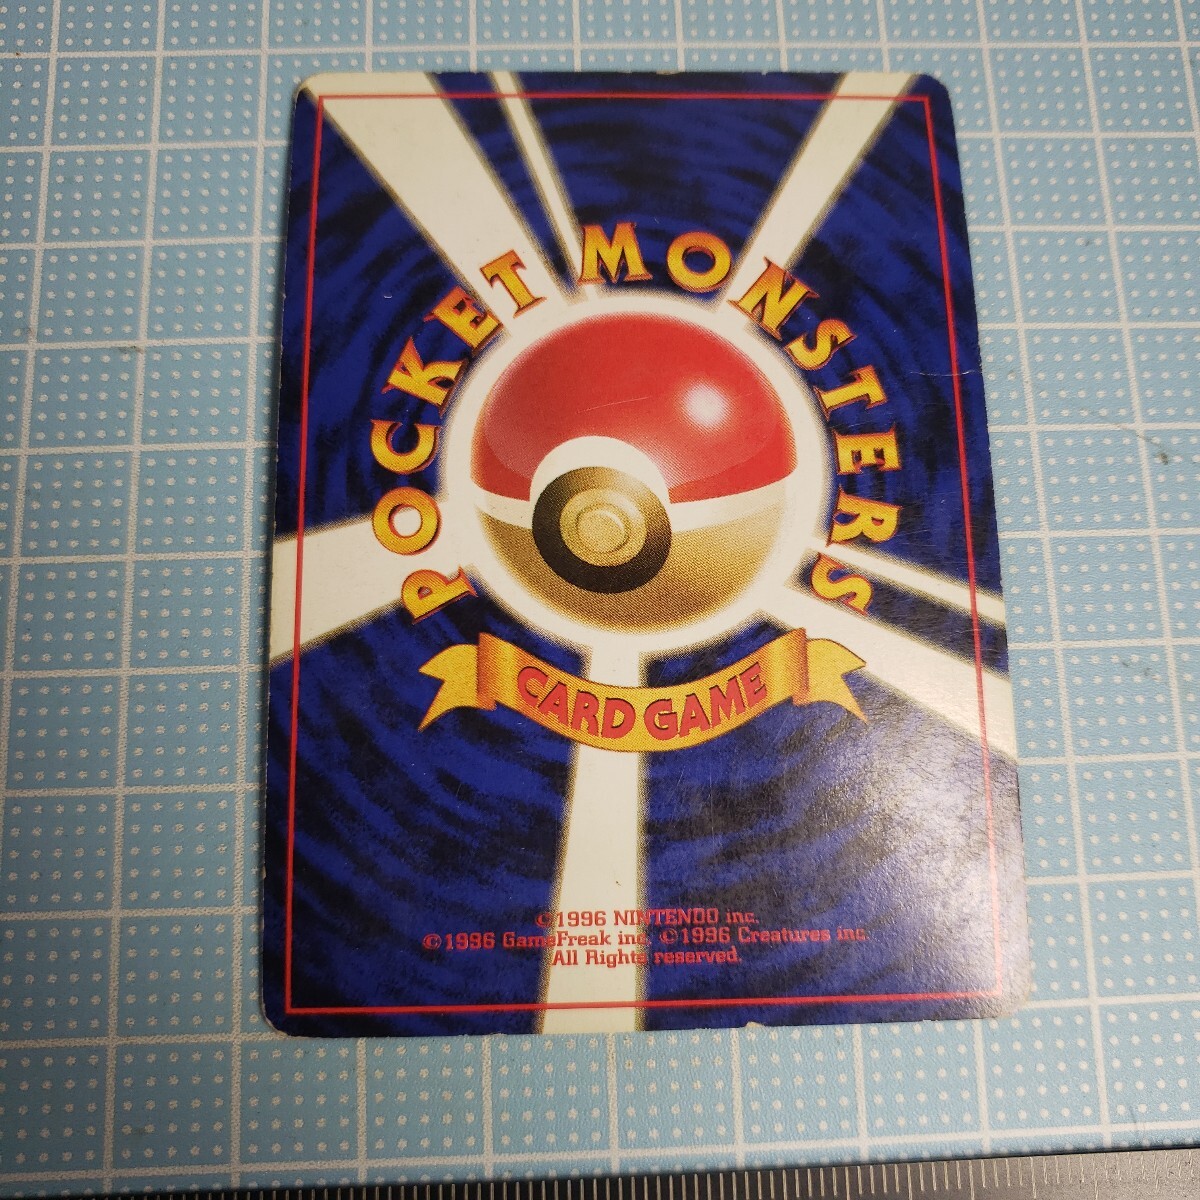 POCKET MONSTERS
CARD GAME
©1996 NINTENDO inc.
©1996 GameFreak inc. ©1996 Creatures inc.
All Rights reserved.